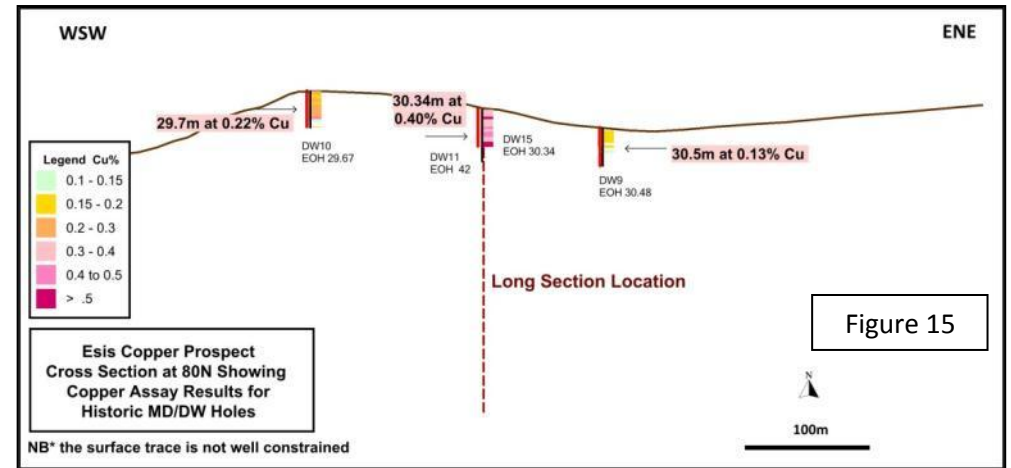 WSW
ENE
29.7m at 0.22% Cu
DW10
EOH 29.67
30.34m at
0.40% Cu
DW15
EOH 30.34
DW11
EOH 42
DW9
EOH 30.48
30.5m at 0.13% Cu
Legend Cu%
0.1 - 0.15
0.15 - 0.2
0.2 - 0.3
0.3 - 0.4
0.4 to 0.5
> .5
Long Section Location
Figure 15
Esis Copper Prospect
Cross Section at 80N Showing
Copper Assay Results for
Historic MD/DW Holes
N
100m
NB* the surface trace is not well constrained